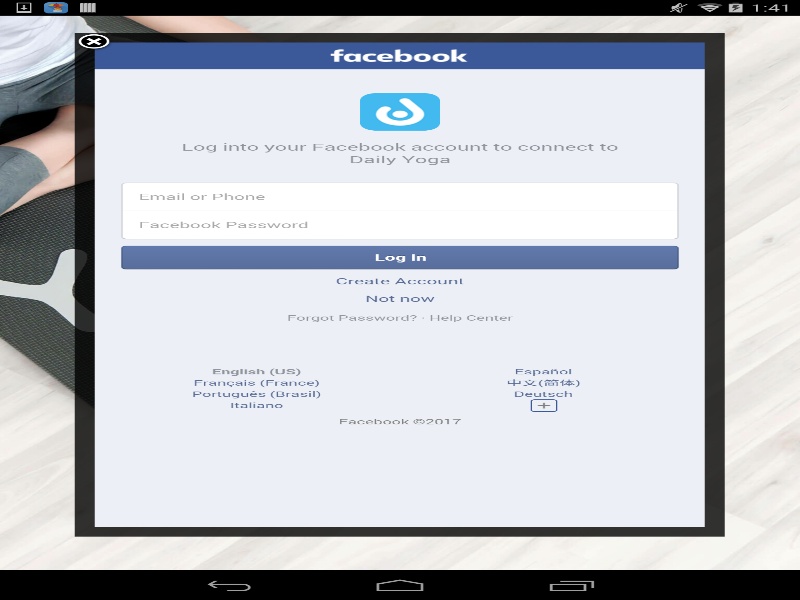 1:41
facebook
Log into your Facebook account to connect to
Daily Yoga
Email or Phone
Facebook Password
Log In
Create Account
Not now
Forgot Password? · Help Center
English (US)
Español
Français (France)
中文(简体)
Português (Brasil)
Deutsch
Italiano
Facebook ©2017